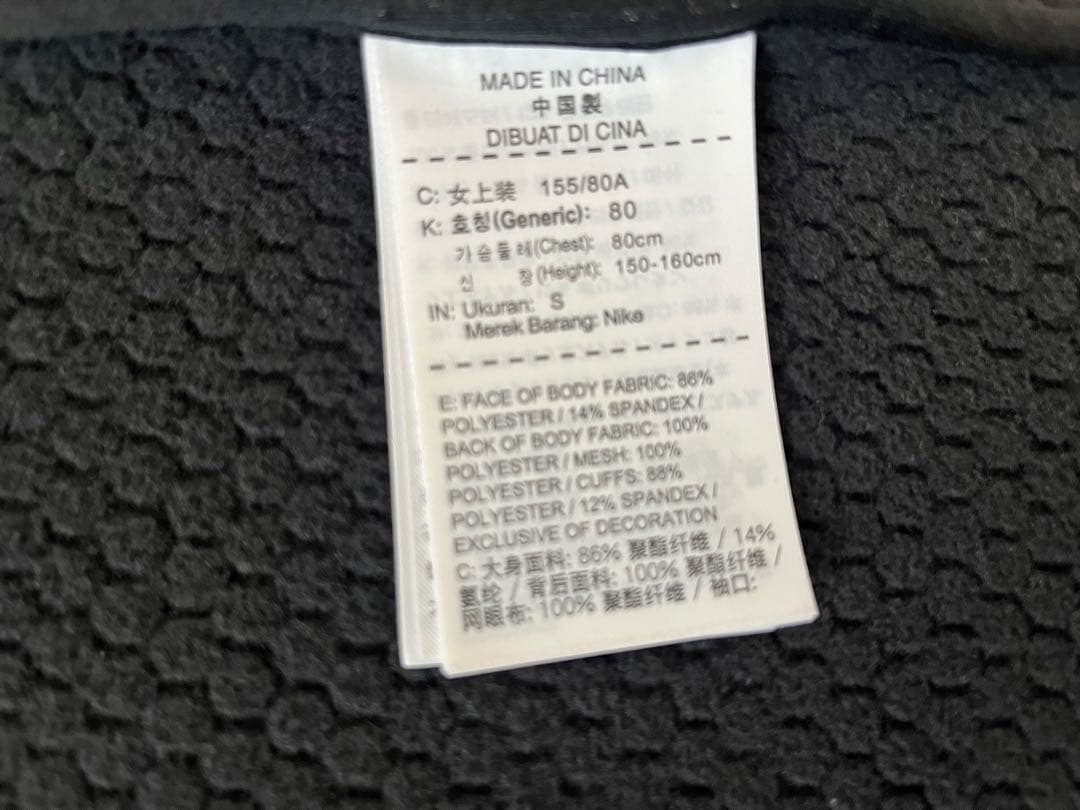 MADE IN CHINA
中国製
DIBUAT DI CINA
C: 女上装 155/80A
K: 호칭(Generic): 80
가슴둘레(Chest): 80cm
신 장(Height): 150-160cm
IN: Ukuran: S
Merek Barang: Nike
E: FACE OF BODY FABRIC: 86%
POLYESTER / 14% SPANDEX /
BACK OF BODY FABRIC: 100%
POLYESTER / MESH: 100%
POLYESTER / CUFFS: 88%
POLYESTER / 12% SPANDEX /
EXCLUSIVE OF DECORATION
C: 大身面料: 86% 聚酯纤维 / 14%
氨纶 / 背后面料: 100% 聚酯纤维 /
网眼布: 100% 聚酯纤维 / 袖口: